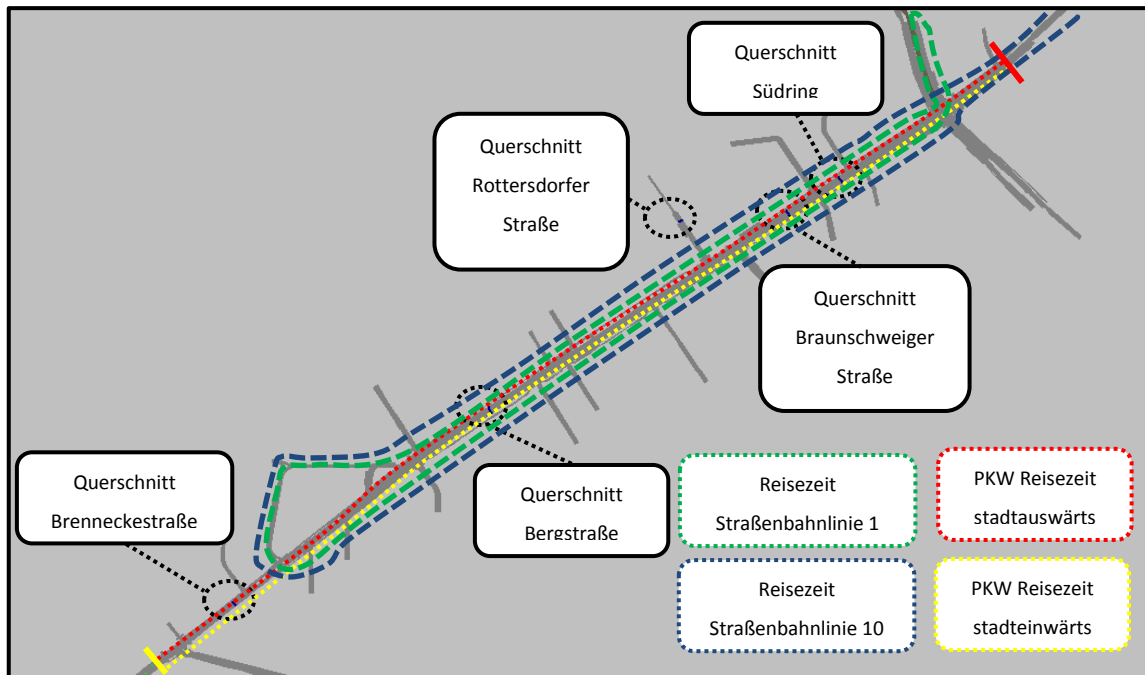 Querschnitt
Südring
Querschnitt
Rottersdorfer
Straße
Querschnitt
Braunschweiger
Straße
Querschnitt
Brenneckestraße
Querschnitt
Bergstraße
Reisezeit
Straßenbahnlinie 1
PKW Reisezeit
stadtauswärts
Reisezeit
Straßenbahnlinie 10
PKW Reisezeit
stadteinwärts